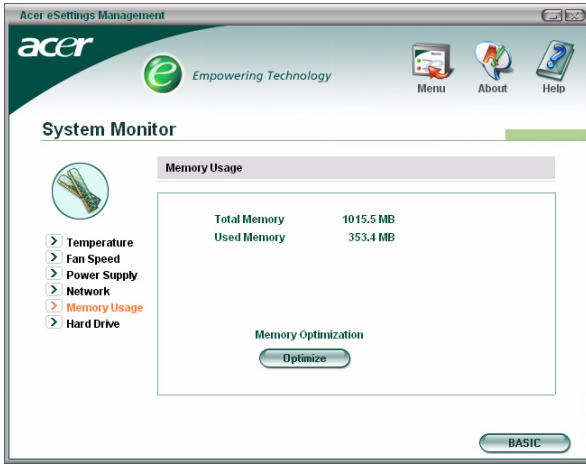 Acer eSettings Management
acer
e Empowering Technology
Menu About Help
System Monitor
Memory Usage
Total Memory 1015.5 MB
Used Memory 353.4 MB
Temperature
Fan Speed
Power Supply
Network
Memory Usage
Hard Drive
Memory Optimization
Optimize
BASIC